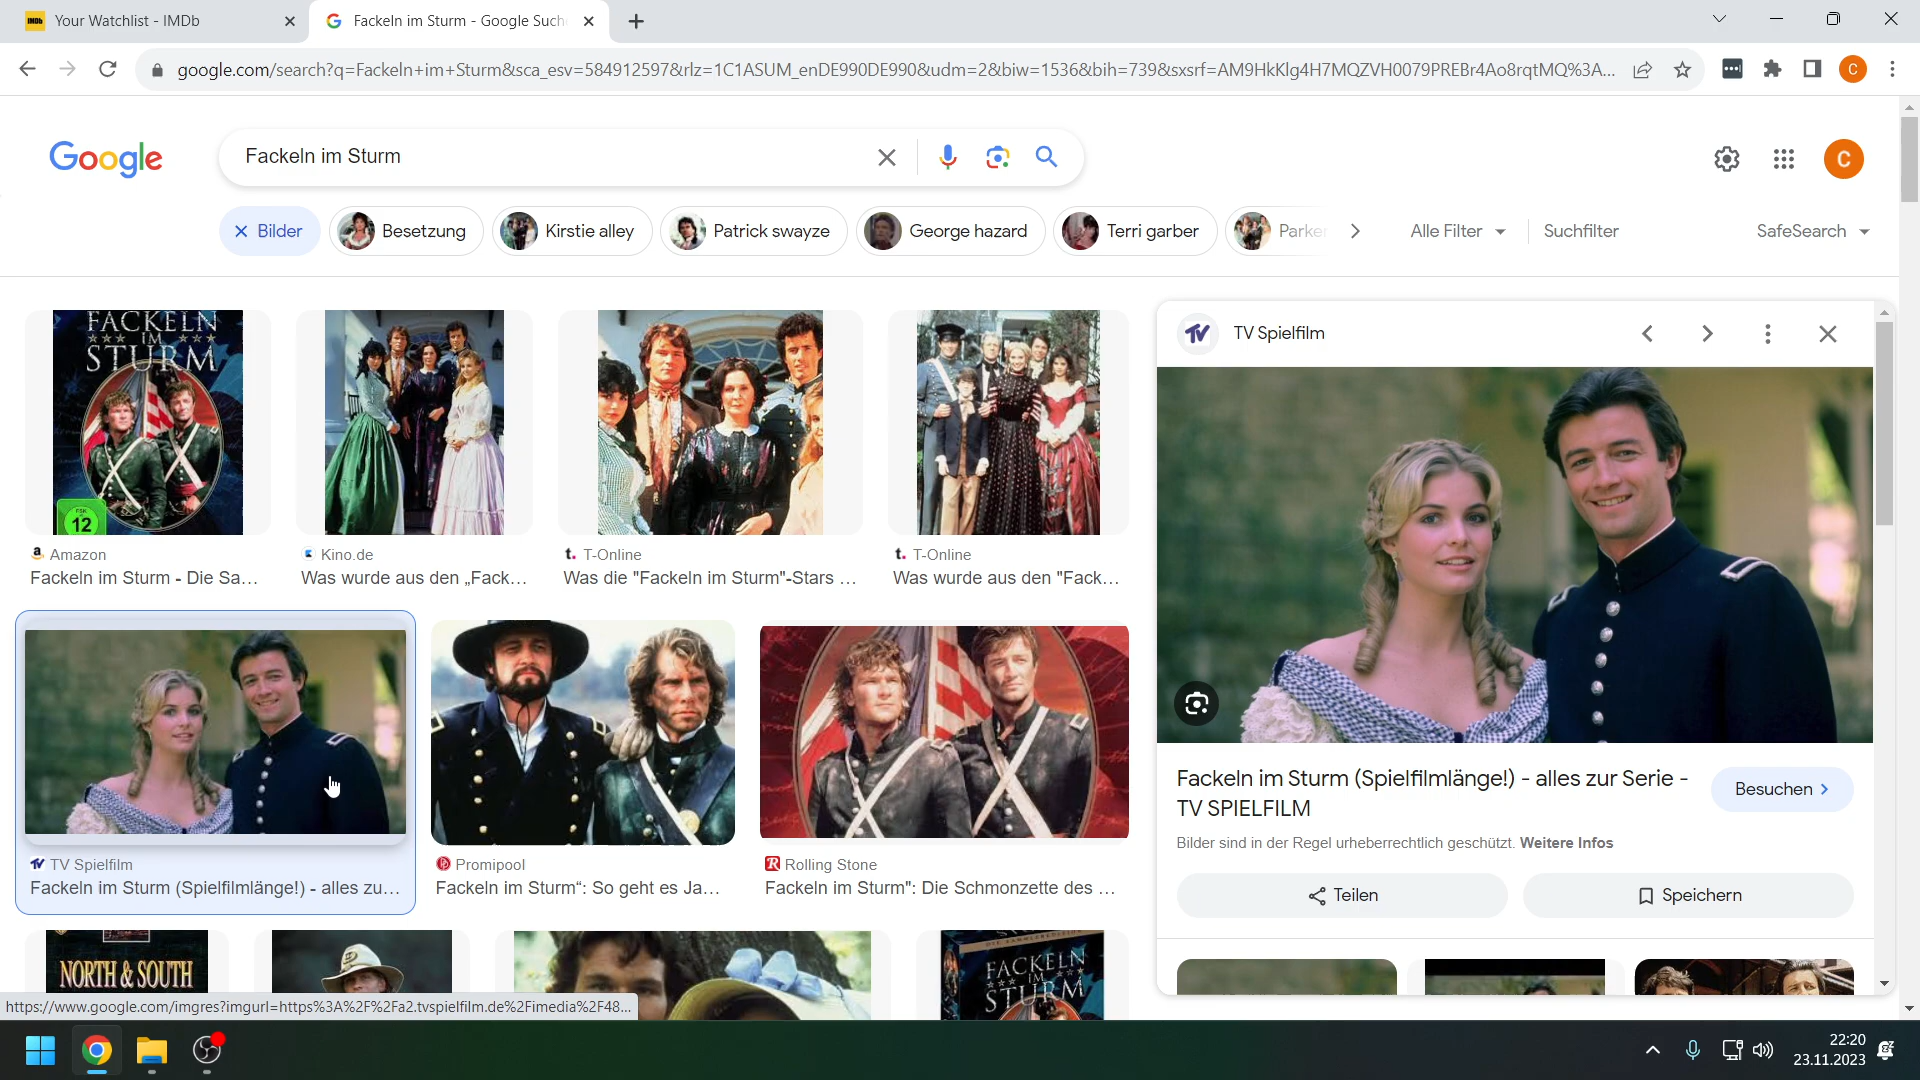 Your Watchlist - IMDb
Fackeln im Sturm - Google Such
google.com/search?q=Fackeln+im+Sturm&sca_esv=584912597&rlz=1C1ASUM_enDE990DE990&udm=2&biw=1536&bih=739&sxsrf=AM9HkKlg4H7MQZVH0079PREBr4Ao8rqtMQ%3A...
C
Google
Fackeln im Sturm
C
Bilder
Besetzung
Kirstie alley
Patrick swayze
George hazard
Terri garber
Parker
Alle Filter
Suchfilter
SafeSearch
FACKELN
IM
STURM
FSK
12
Amazon
Fackeln im Sturm - Die Sa...
Kino.de
Was wurde aus den „Fack...
T-Online
Was die "Fackeln im Sturm"-Stars ...
T-Online
Was wurde aus den "Fack...
TV Spielfilm
Fackeln im Sturm (Spielfilmlänge!) - alles zu...
Promipool
Fackeln im Sturm“: So geht es Ja...
Rolling Stone
Fackeln im Sturm": Die Schmonzette des ...
NORTH & SOUTH
FACKELN
IM
STURM
TV Spielfilm
Fackeln im Sturm (Spielfilmlänge!) - alles zur Serie -
TV SPIELFILM
Besuchen
Bilder sind in der Regel urheberrechtlich geschützt. Weitere Infos
Teilen
Speichern
https://www.google.com/imgres?imgurl=https%3A%2F%2Fa2.tvspielfilm.de%2Fimedia%2F48...
22:20
23.11.2023